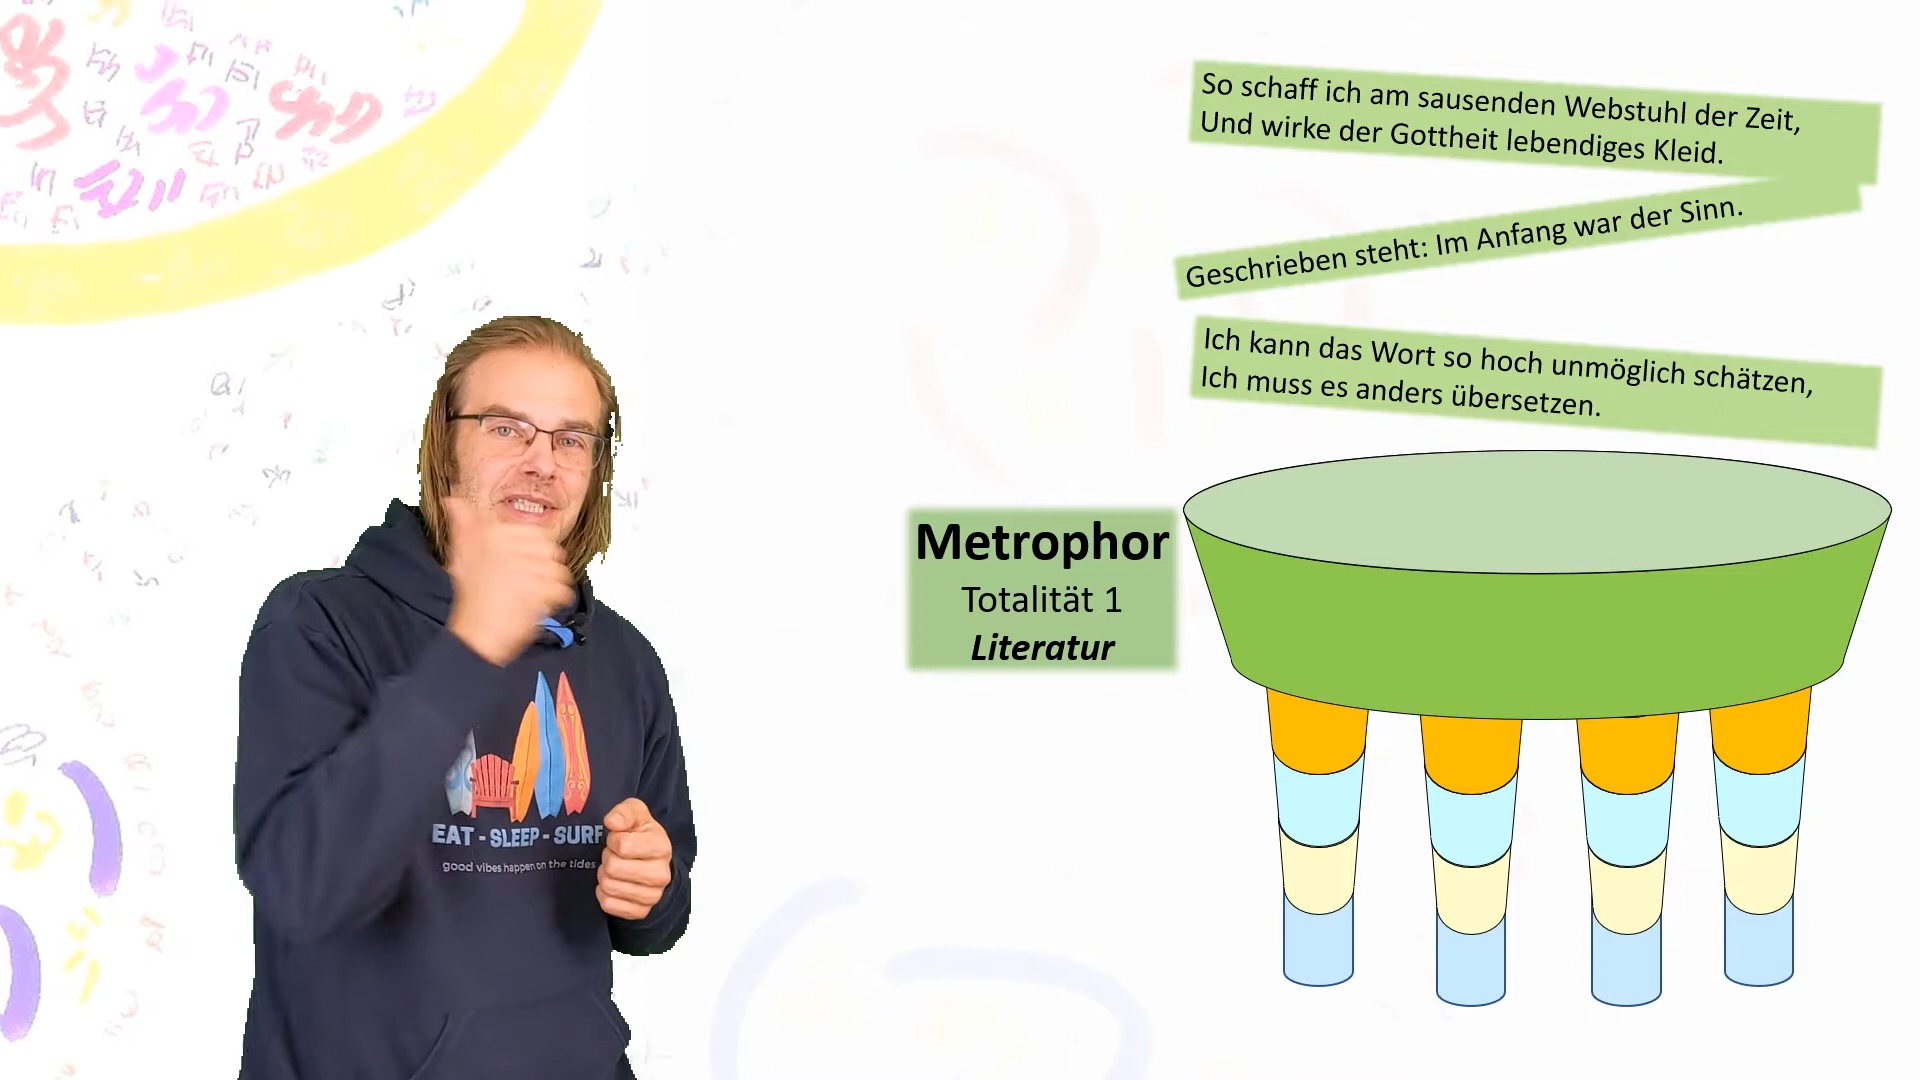 So schaff ich am sausenden Webstuhl der Zeit,
Und wirke der Gottheit lebendiges Kleid.
Geschrieben steht: Im Anfang war der Sinn.
Ich kann das Wort so hoch unmöglich schätzen,
Ich muss es anders übersetzen.
Metrophor
Totalität 1
Literatur
EAT - SLEEP - SURF
good vibes happen on the tides